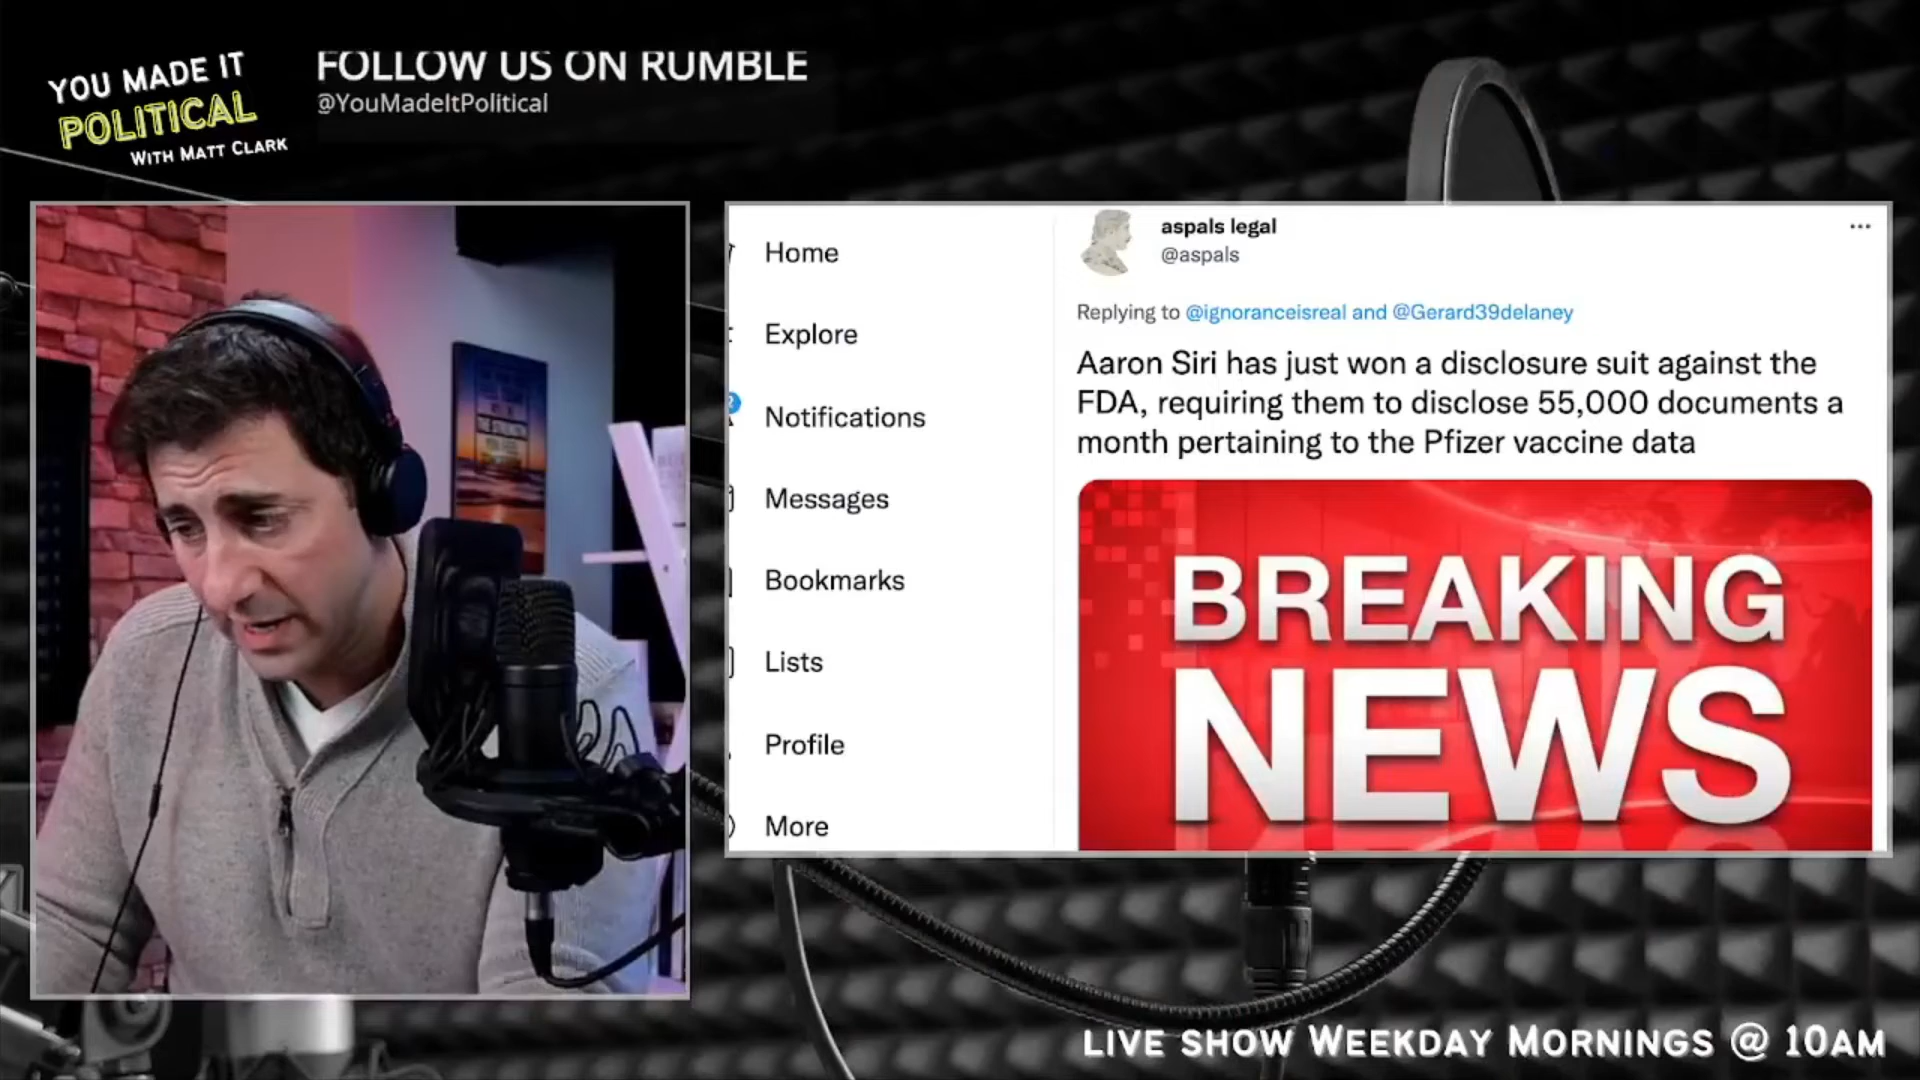 YOU MADE IT
POLITICAL
WITH MATT CLARK
FOLLOW US ON RUMBLE
@YouMadeItPolitical
Home
Explore
Notifications
Messages
Bookmarks
Lists
Profile
More
aspals legal
@aspals
Replying to @ignoranceisreal and @Gerard39delaney
Aaron Siri has just won a disclosure suit against the
FDA, requiring them to disclose 55,000 documents a
month pertaining to the Pfizer vaccine data
BREAKING
NEWS
LIVE SHOW WEEKDAY MORNINGS @ 10AM